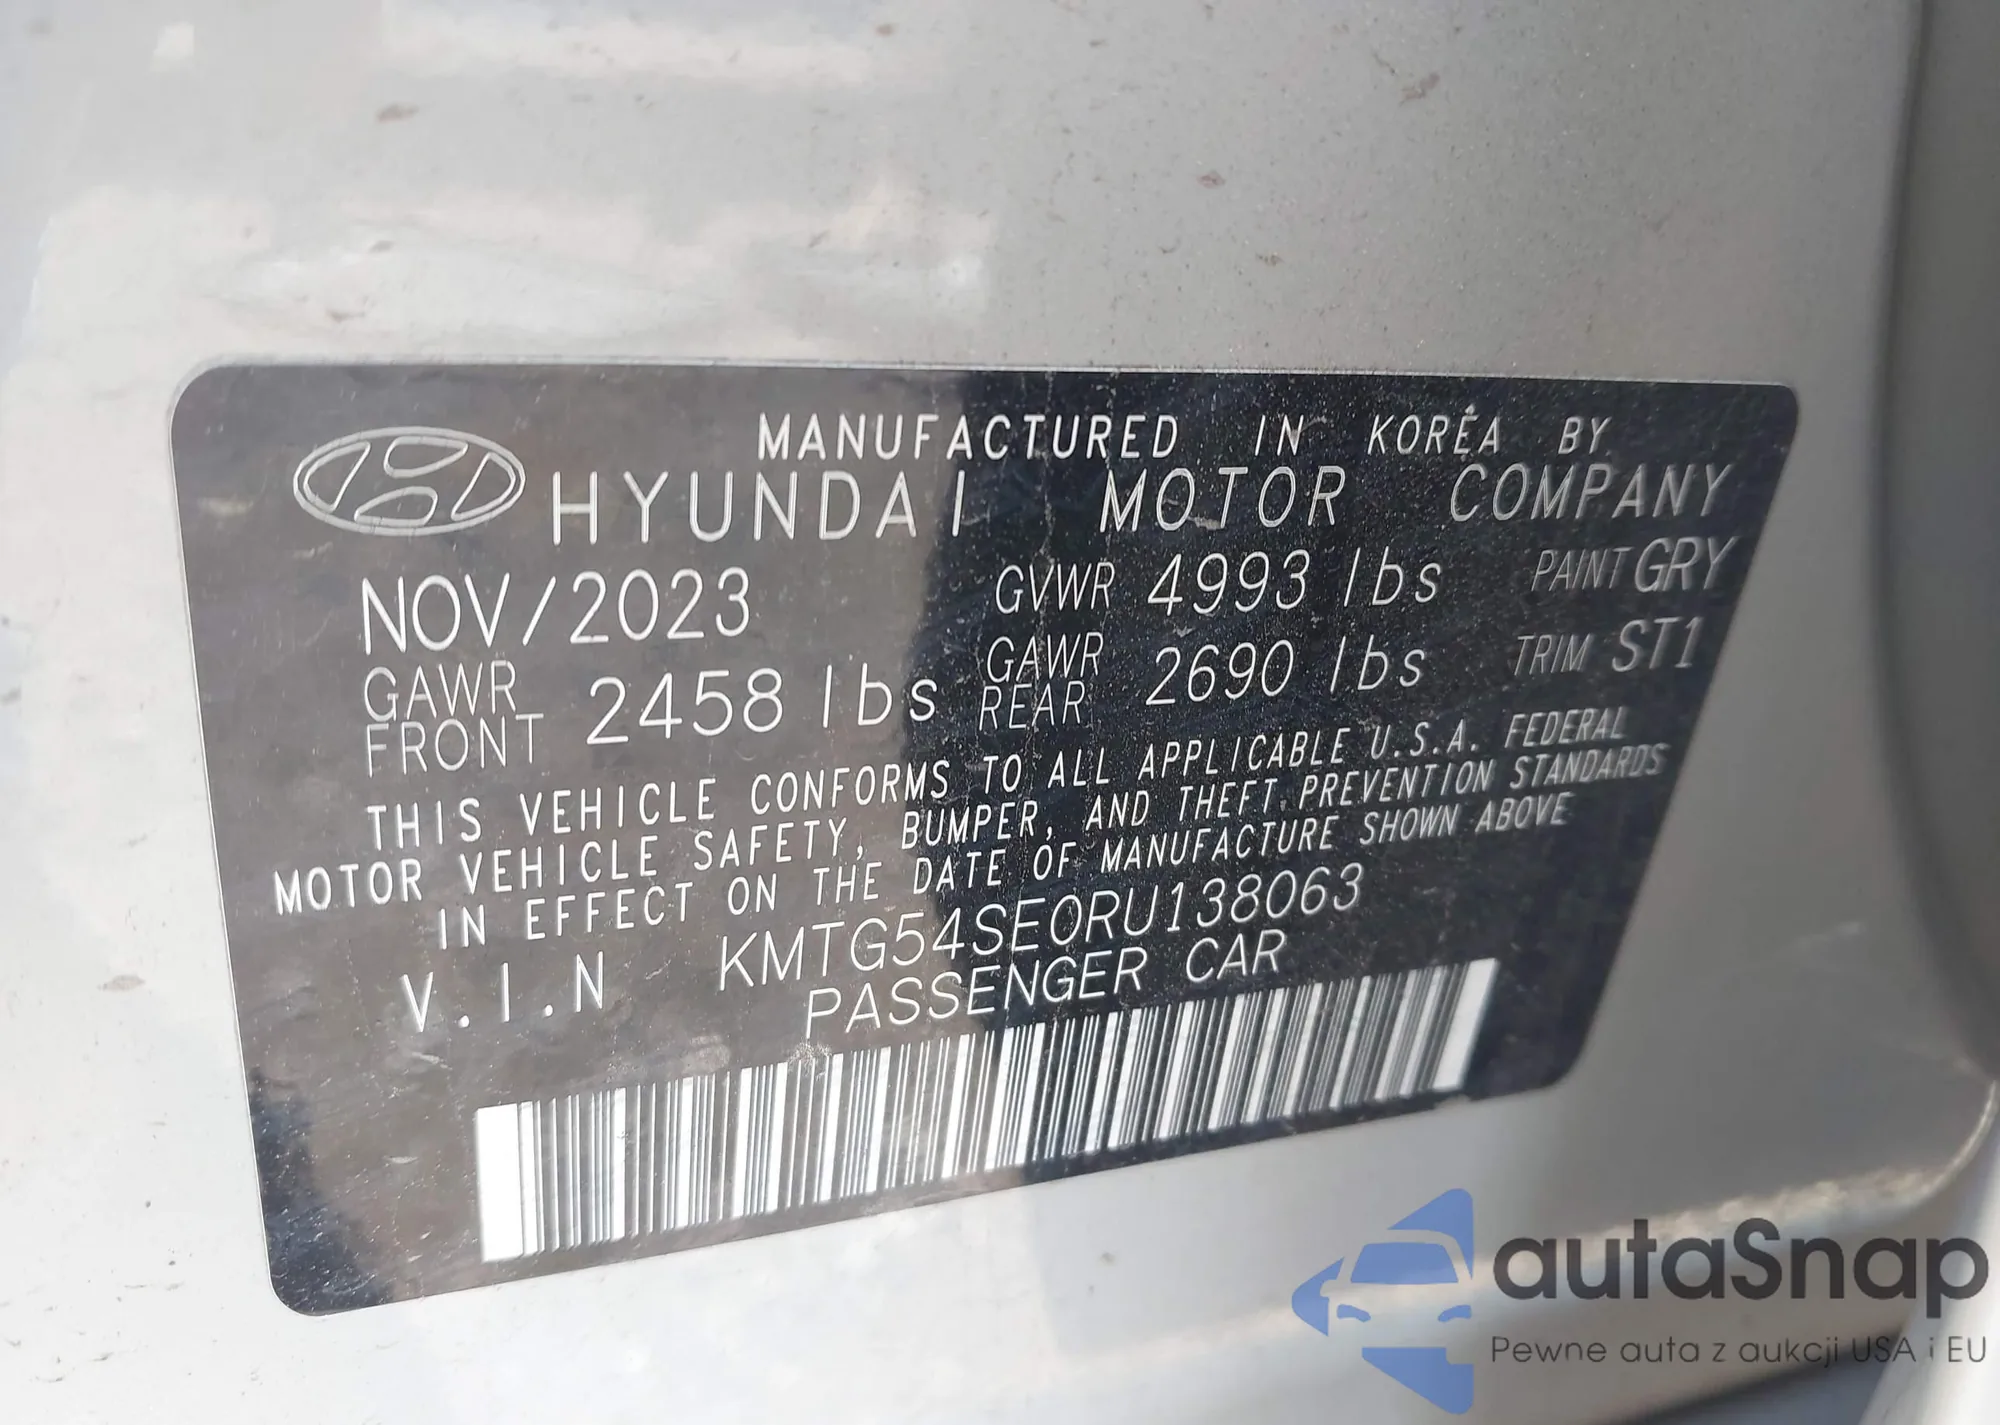 MANUFACTURED IN KOREA BY
HYUNDAI MOTOR COMPANY
NOV/2023 GVWR 4993 lbs PAINT GRY
GAWR FRONT 2458 lbs GAWR REAR 2690 lbs TRIM ST1
THIS VEHICLE CONFORMS TO ALL APPLICABLE U.S.A. FEDERAL
MOTOR VEHICLE SAFETY, BUMPER, AND THEFT PREVENTION STANDARDS
IN EFFECT ON THE DATE OF MANUFACTURE SHOWN ABOVE
V.I.N KMTG54SE0RU138063
PASSENGER CAR
autaSnap
Pewne auta z aukcji USA i EU